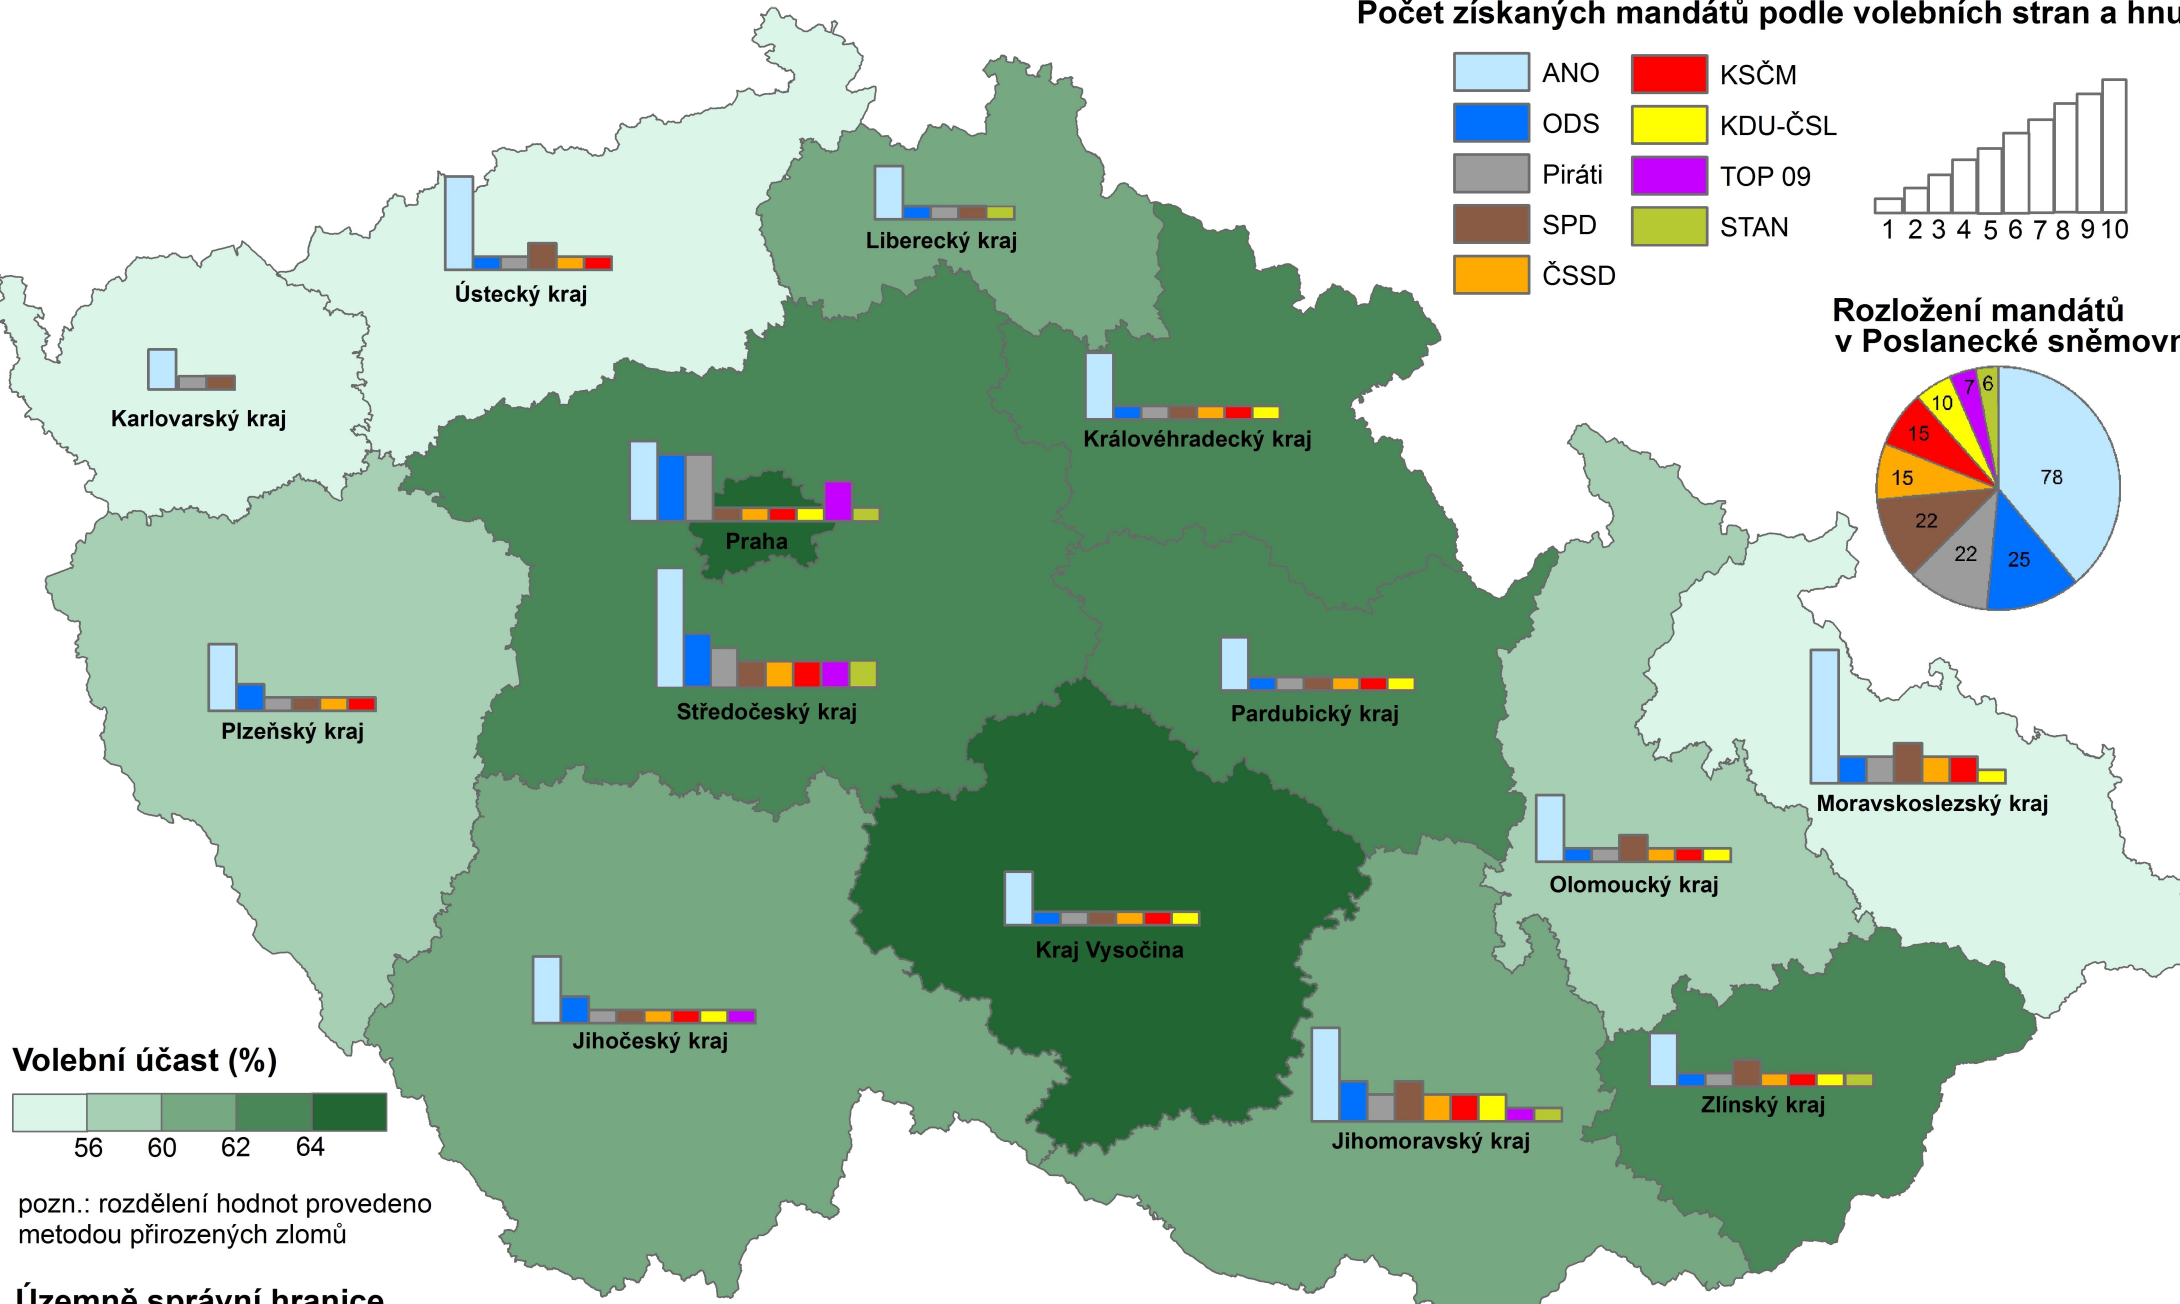 Počet získaných mandátů podle volebních stran a hnu
ANO
KSČM
ODS
KDU-ČSL
Piráti
TOP 09
SPD
STAN
ČSSD
1 2 3 4 5 6 7 8 9 10
Rozložení mandátů
v Poslanecké sněmovn
78
25
22
22
15
15
10
7
6
Liberecký kraj
Ústecký kraj
Karlovarský kraj
Královéhradecký kraj
Praha
Středočeský kraj
Pardubický kraj
Plzeňský kraj
Moravskoslezský kraj
Olomoucký kraj
Kraj Vysočina
Jihočeský kraj
Zlínský kraj
Jihomoravský kraj
Volební účast (%)
56 60 62 64
pozn.: rozdělení hodnot provedeno
metodou přirozených zlomů
Územně správní hranice